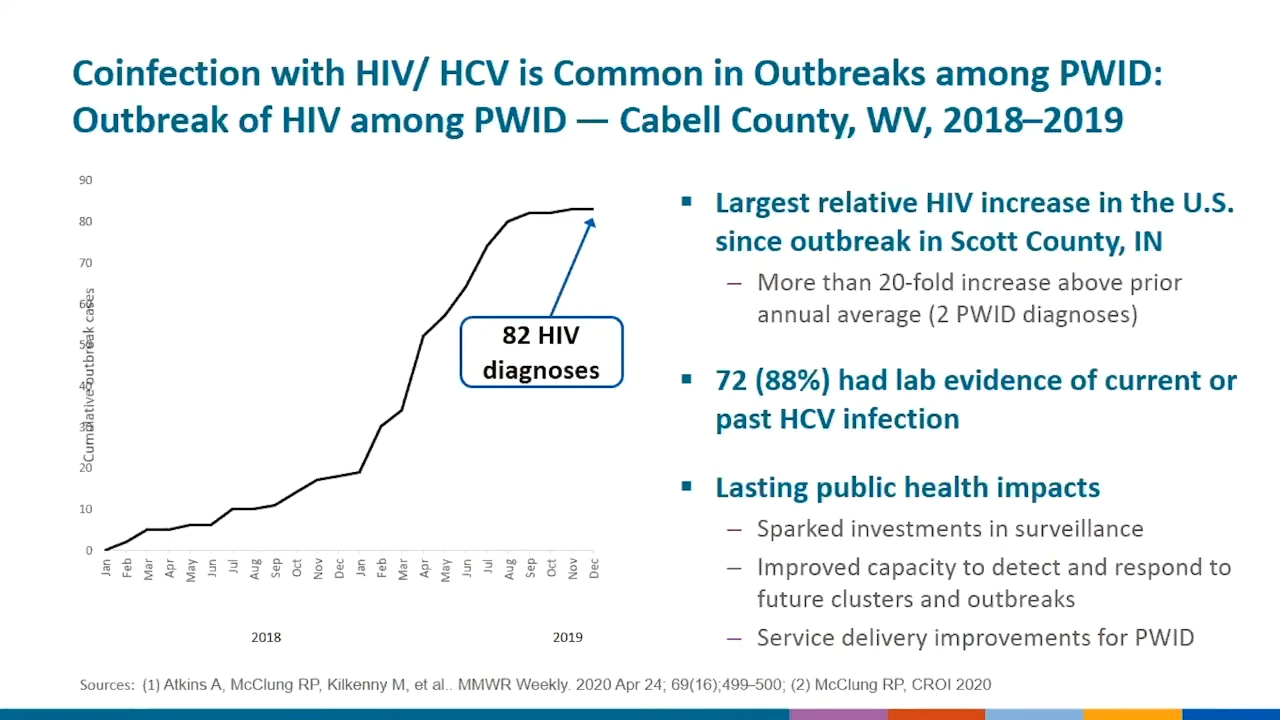 Coinfection with HIV/ HCV is Common in Outbreaks among PWID:
Outbreak of HIV among PWID — Cabell County, WV, 2018–2019
90
80
70
60
50
40
30
20
10
0
Cumulative outbreak cases
82 HIV
diagnoses
Jan
Feb
Mar
Apr
May
Jun
Jul
Aug
Sep
Oct
Nov
Dec
Jan
Feb
Mar
Apr
May
Jun
Jul
Aug
Sep
Oct
Nov
Dec
2018
2019
▪ Largest relative HIV increase in the U.S.
since outbreak in Scott County, IN
– More than 20-fold increase above prior
annual average (2 PWID diagnoses)
▪ 72 (88%) had lab evidence of current or
past HCV infection
▪ Lasting public health impacts
– Sparked investments in surveillance
– Improved capacity to detect and respond to
future clusters and outbreaks
– Service delivery improvements for PWID
Sources: (1) Atkins A, McClung RP, Kilkenny M, et al.. MMWR Weekly. 2020 Apr 24; 69(16);499–500; (2) McClung RP, CROI 2020